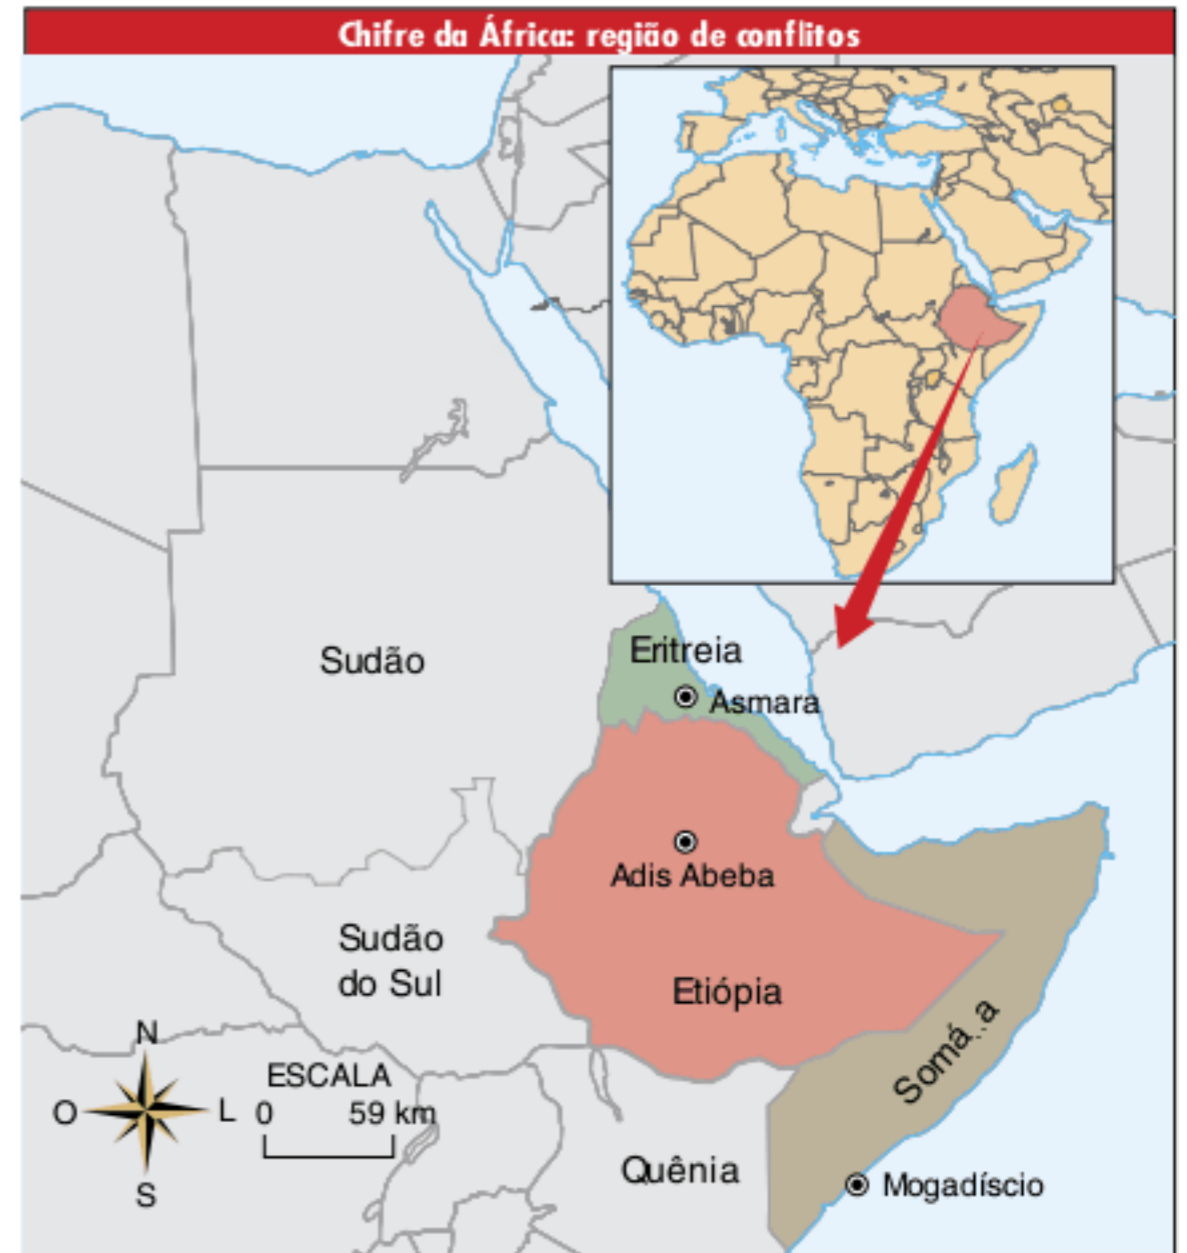 Chifre da África: região de conflitos
Eritreia
Sudão
Asmara
Adis Abeba
Sudão
do Sul
Etiópia
N
ESCALA
O
L
0 59 km
S
Quênia
Mogadíscio